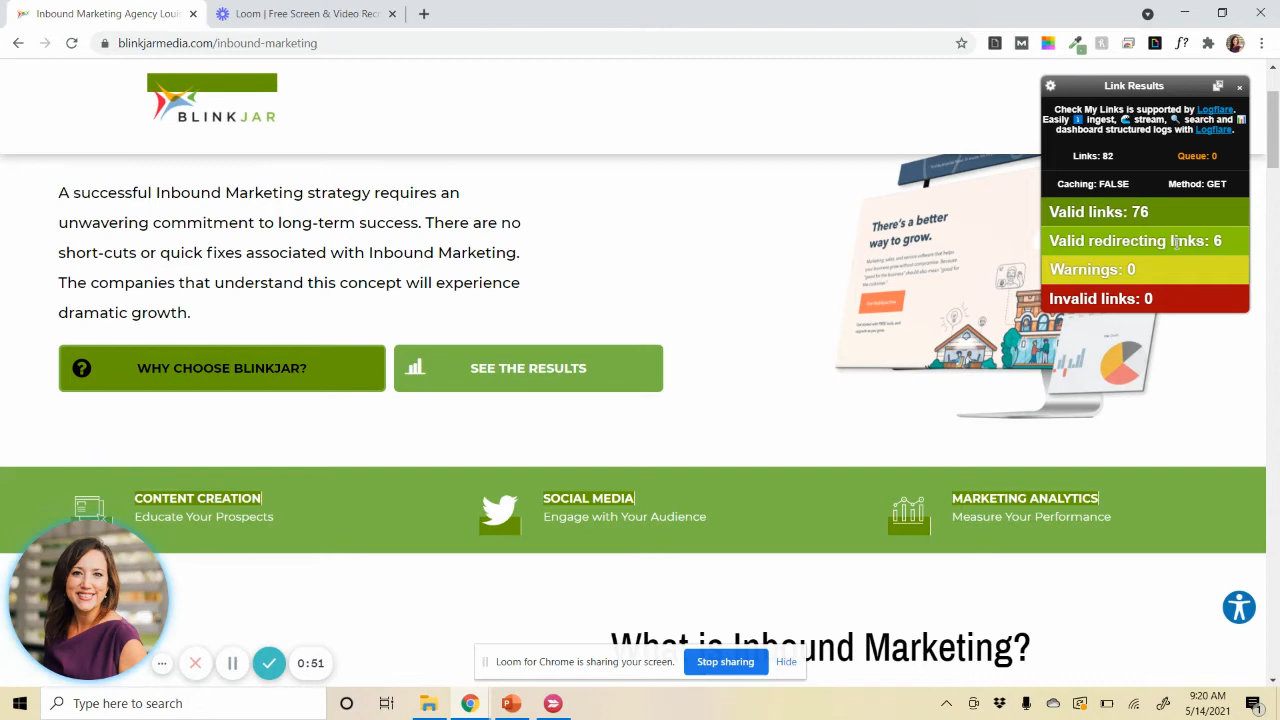 Inbound Marketing Agency Loui
Loom | Free Screen & Video Rec
blinkjarmedia.com/inbound-marketing
BLINKJAR
Link Results
Check My Links is supported by Logflare.
Easily ingest, stream, search and
dashboard structured logs with Logflare.
Links: 82
Queue: 0
Caching: FALSE
Method: GET
Valid links: 76
Valid redirecting links: 6
Warnings: 0
Invalid links: 0
A successful Inbound Marketing strategy requires an
unwavering commitment to long-term success. There are no
short-cuts or quick fixes associated with Inbound Marketing.
The companies that understand this concept will experience
dramatic growth.
There's a better
way to grow.
WHY CHOOSE BLINKJAR?
SEE THE RESULTS
CONTENT CREATION
Educate Your Prospects
SOCIAL MEDIA
Engage with Your Audience
MARKETING ANALYTICS
Measure Your Performance
What is Inbound Marketing?
0:51
Loom for Chrome is sharing your screen.
Stop sharing
Hide
Type here to search
9:20 AM
5/14/2021